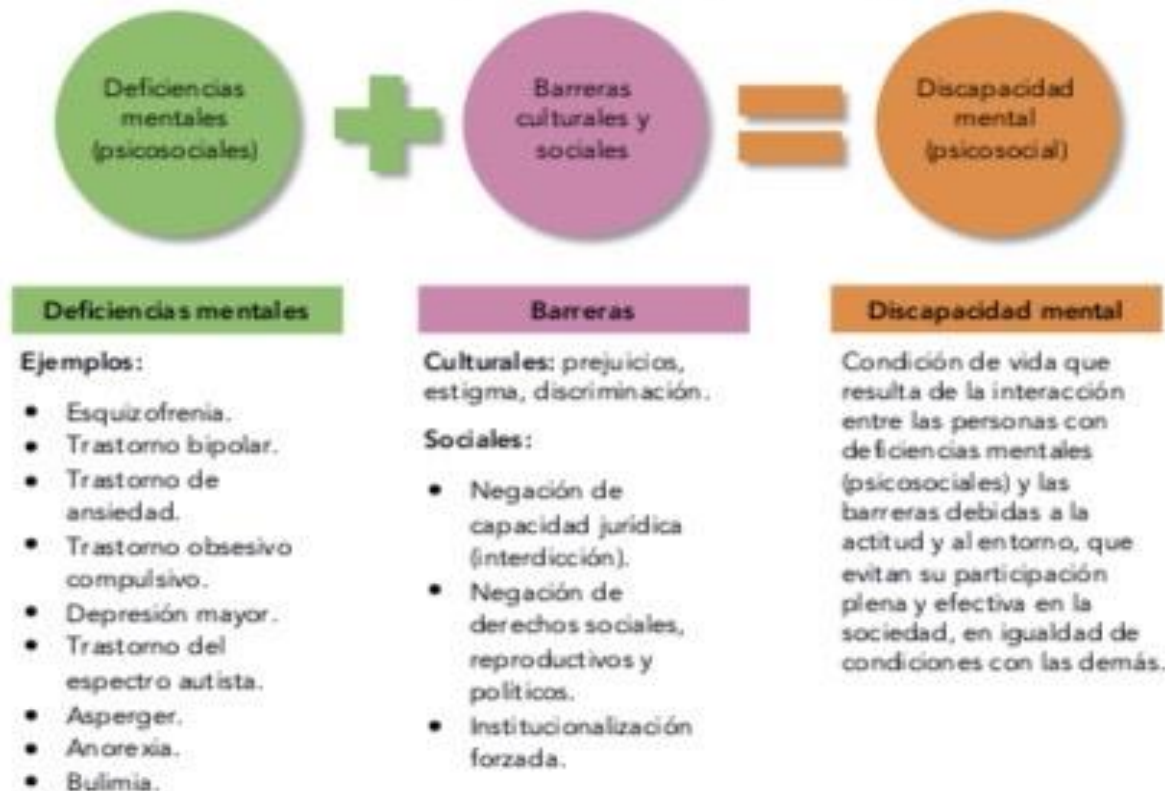 Deficiencias
mentales
(psicosociales)
Barreras
culturales y
sociales
Discapacidad
mental
(psicosocial)
Deficiencias mentales
Ejemplos:
• Esquizofrenia.
• Trastorno bipolar.
• Trastorno de
ansiedad.
• Trastorno obsesivo
compulsivo.
• Depresión mayor.
• Trastorno del
espectro autista.
• Asperger.
• Anorexia.
• Bulimia.
Barreras
Culturales: prejuicios,
estigma, discriminación.
Sociales:
• Negación de
capacidad jurídica
(interdicción).
• Negación de
derechos sociales,
reproductivos y
políticos.
• Institucionalización
forzada.
Discapacidad mental
Condición de vida que
resulta de la interacción
entre las personas con
deficiencias mentales
(psicosociales) y las
barreras debidas a la
actitud y al entorno, que
evitan su participación
plena y efectiva en la
sociedad, en igualdad de
condiciones con las demás.